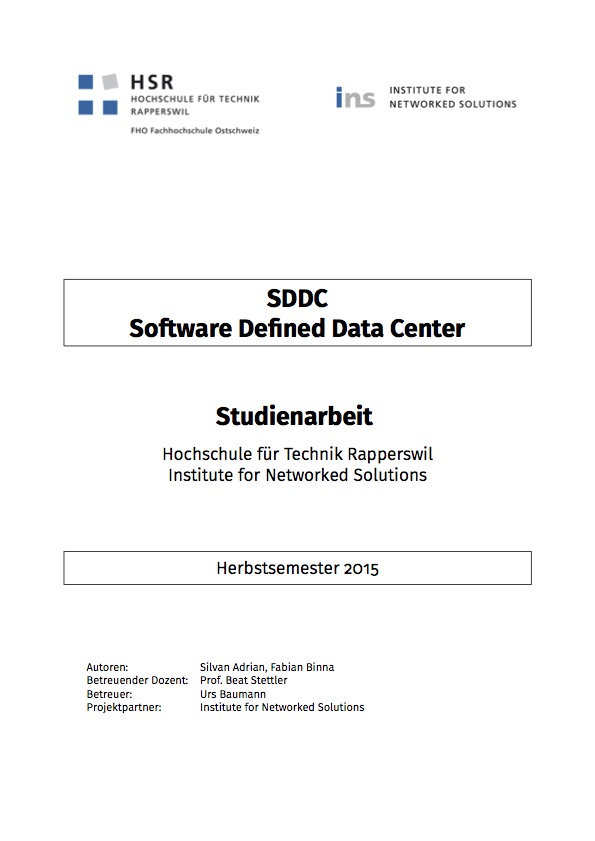 HSR
HOCHSCHULE FÜR TECHNIK
RAPPERSWIL
FHO Fachhochschule Ostschweiz
ins
INSTITUTE FOR
NETWORKED SOLUTIONS
SDDC
Software Defined Data Center
Studienarbeit
Hochschule für Technik Rapperswil
Institute for Networked Solutions
Herbstsemester 2015
Autoren: Silvan Adrian, Fabian Binna
Betreuender Dozent: Prof. Beat Stettler
Betreuer: Urs Baumann
Projektpartner: Institute for Networked Solutions